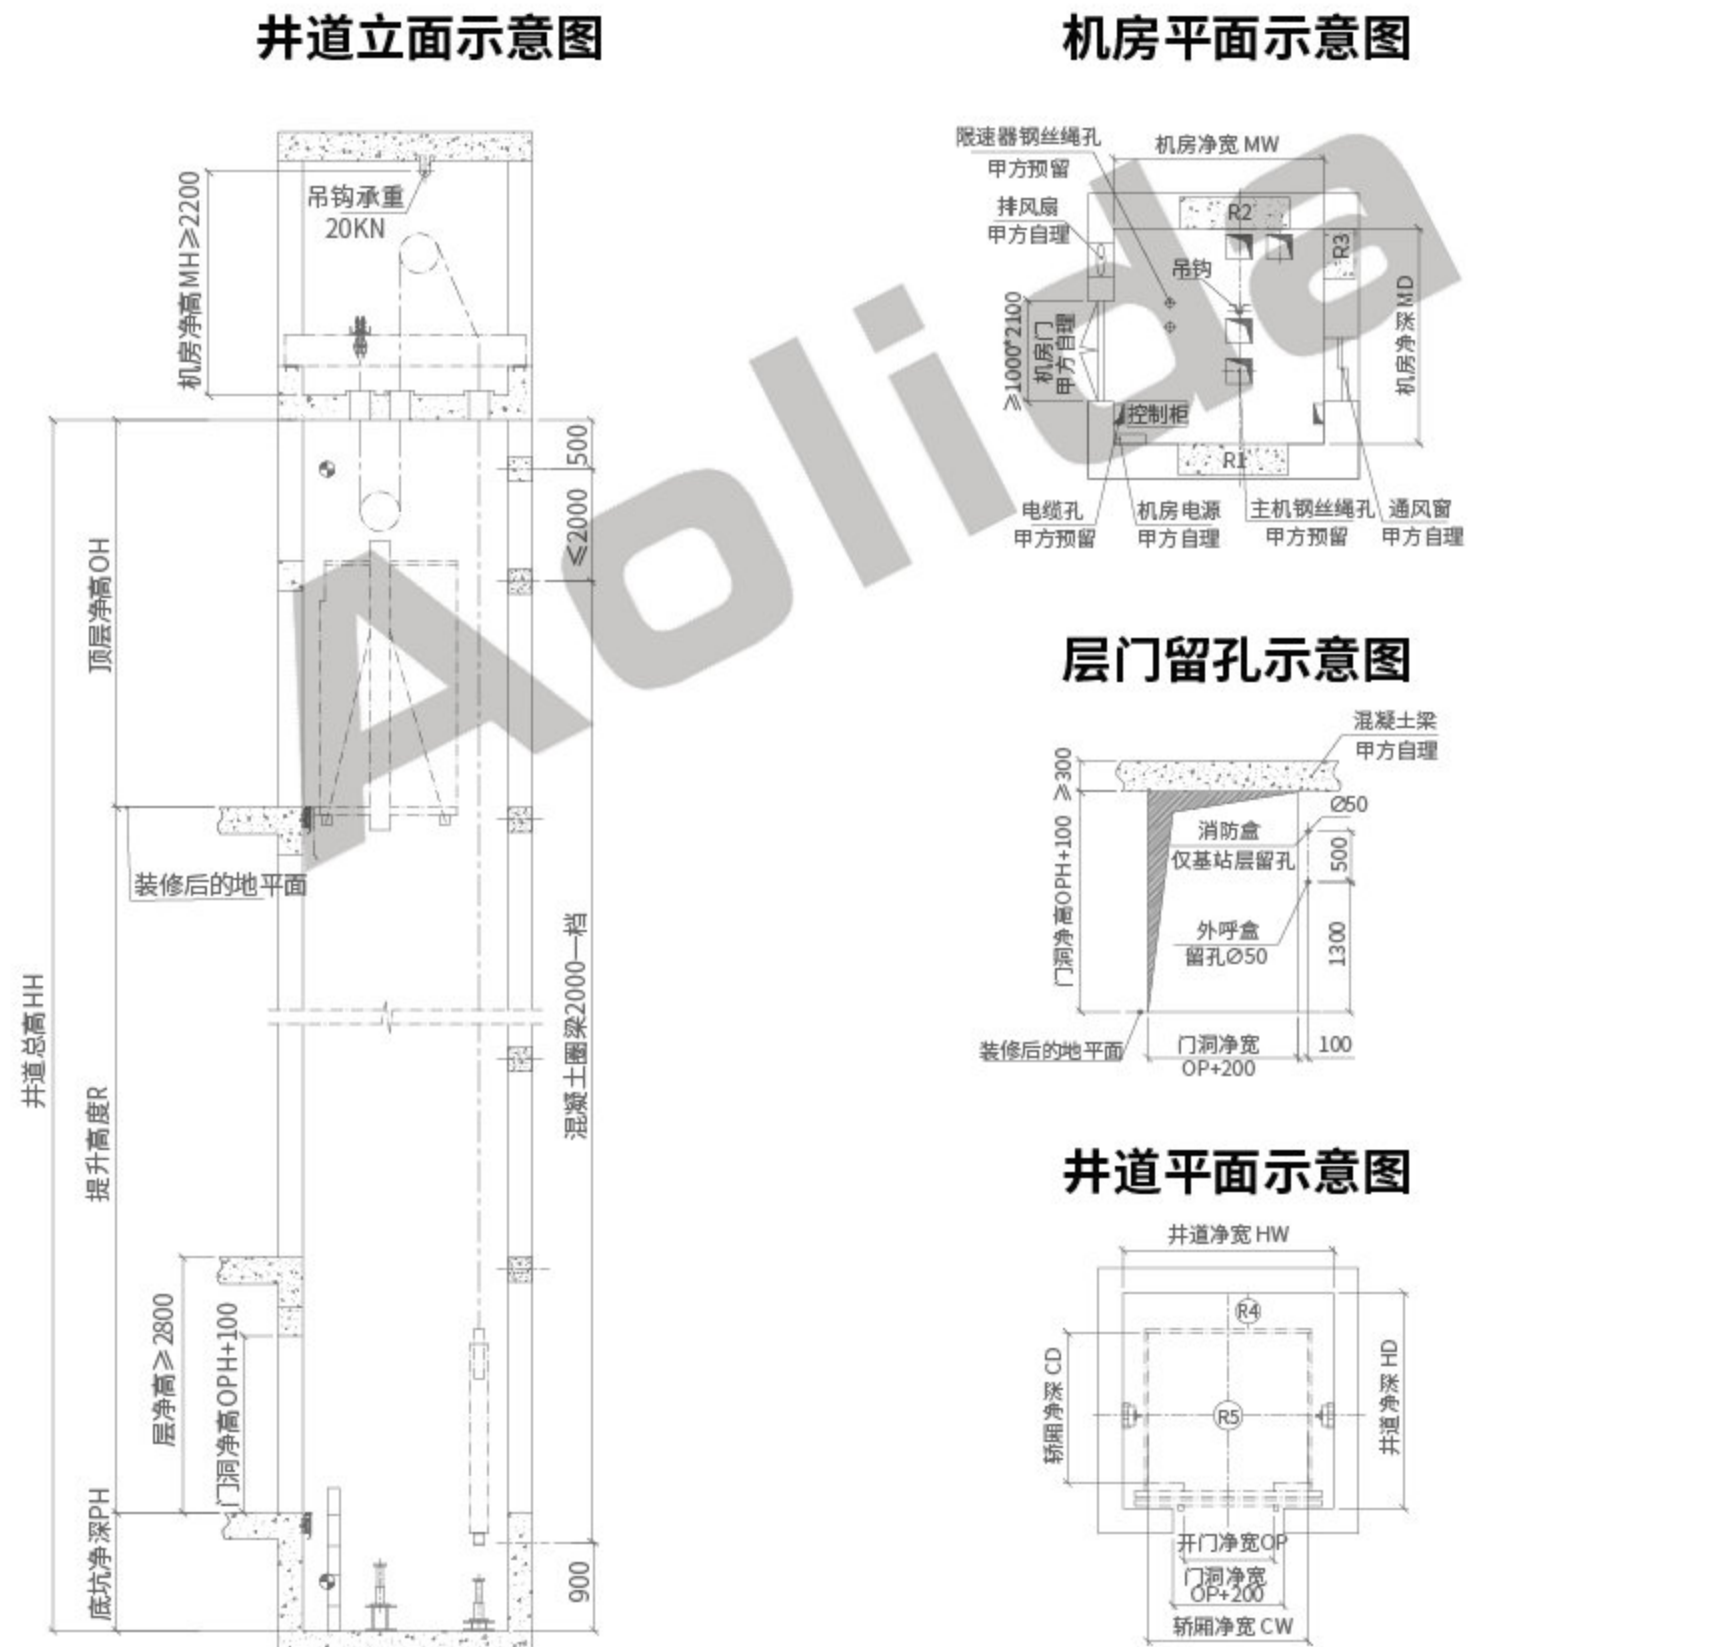 井道立面示意图
机房净高MH≥2200
吊钩承重
20KN
顶层净高OH
500
≤2000
装修后的地平面
井道总高HH
提升高度R
混凝土圈梁2000一档
层净高≥2800
门洞净高OPH+100
底坑净深PH
900
Aolida
机房平面示意图
限速器钢丝绳孔
甲方预留
机房净宽 MW
排风扇
甲方自理
R2
R3
吊钩
≥1000*2100
机房门
甲方自理
机房净深MD
控制柜
R1
电缆孔
甲方预留
机房电源
甲方自理
主机钢丝绳孔
甲方预留
通风窗
甲方自理
层门留孔示意图
混凝土梁
甲方自理
≥300
Ø50
消防盒
仅基站层留孔
500
门洞净高OPH+100
外呼盒
留孔Ø50
1300
装修后的地平面
门洞净宽
OP+200
100
井道平面示意图
井道净宽 HW
R4
轿厢净深 CD
R5
井道净深 HD
开门净宽OP
门洞净宽
OP+200
轿厢净宽 CW